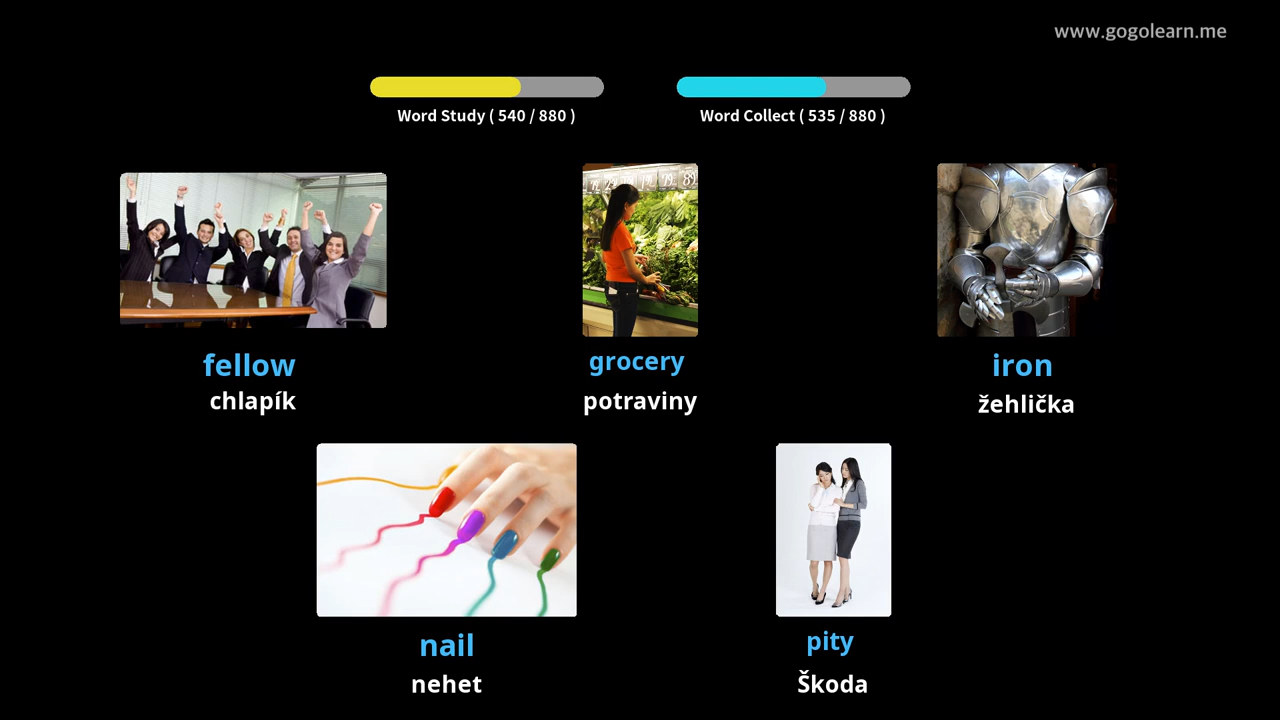 www.gogolearn.me
Word Study ( 540 / 880 )
Word Collect ( 535 / 880 )
fellow
chlapík
grocery
potraviny
iron
žehlička
nail
nehet
pity
Škoda